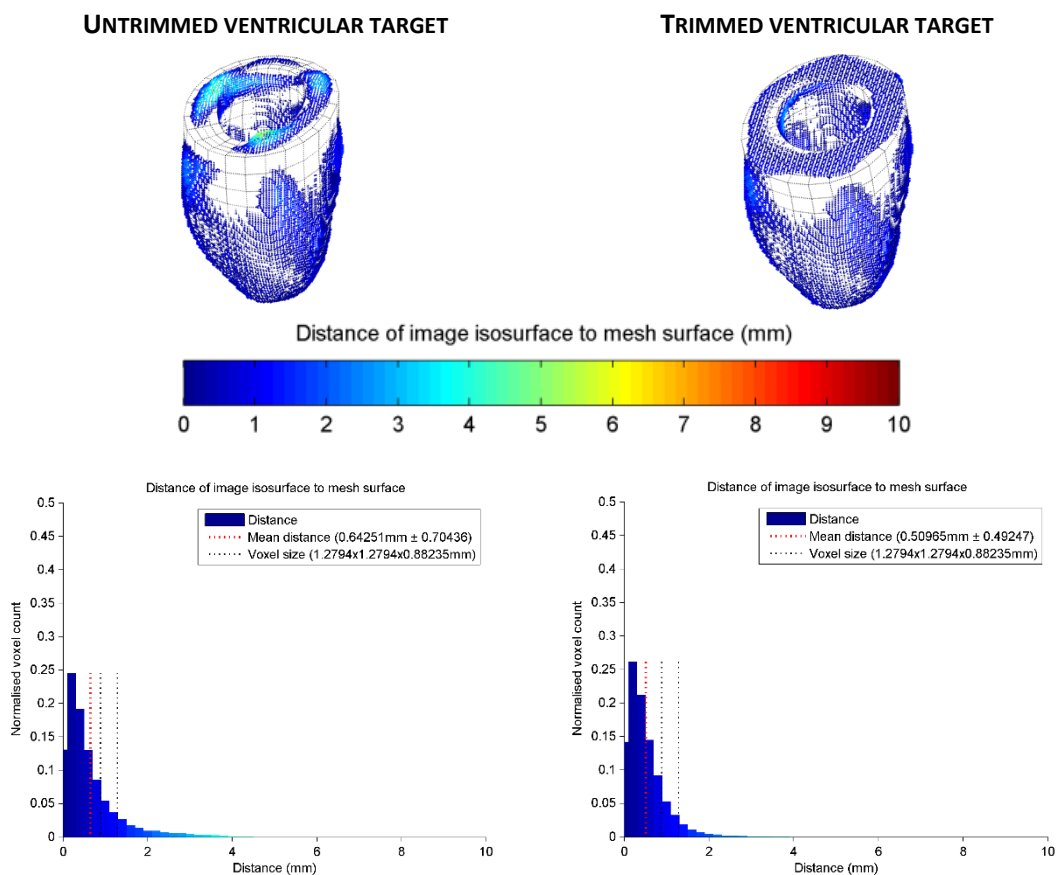 UNTRIMMED VENTRICULAR TARGET
TRIMMED VENTRICULAR TARGET
Distance of image isosurface to mesh surface (mm)
0 1 2 3 4 5 6 7 8 9 10
Distance of image isosurface to mesh surface
0.5
0.45
0.4
0.35
0.3
0.25
0.2
0.15
0.1
0.05
0
Normalised voxel count
Distance
Mean distance (0.64251mm ± 0.70436)
Voxel size (1.2794x1.2794x0.88235mm)
0 2 4 6 8 10
Distance (mm)
Distance of image isosurface to mesh surface
0.5
0.45
0.4
0.35
0.3
0.25
0.2
0.15
0.1
0.05
0
Normalised voxel count
Distance
Mean distance (0.50965mm ± 0.49247)
Voxel size (1.2794x1.2794x0.88235mm)
0 2 4 6 8 10
Distance (mm)